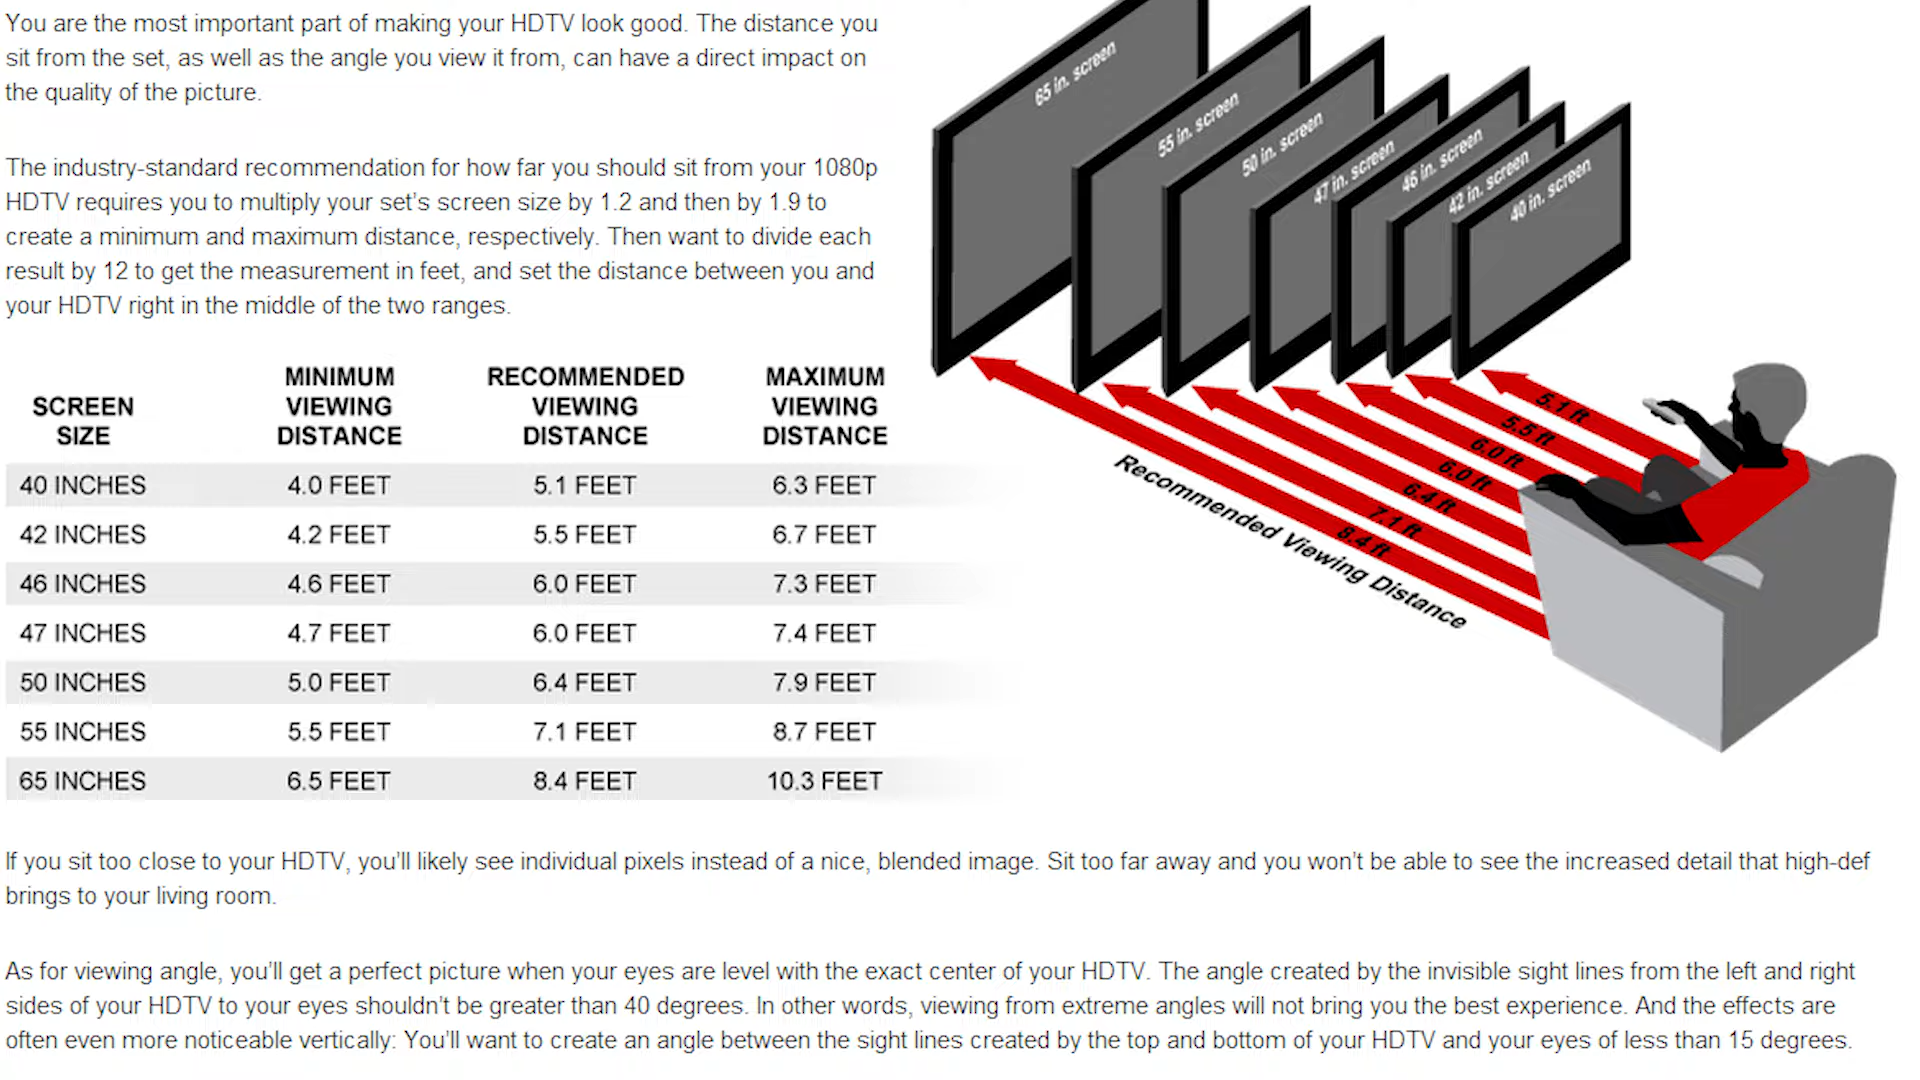 You are the most important part of making your HDTV look good. The distance you
sit from the set, as well as the angle you view it from, can have a direct impact on
the quality of the picture.
The industry-standard recommendation for how far you should sit from your 1080p
HDTV requires you to multiply your set's screen size by 1.2 and then by 1.9 to
create a minimum and maximum distance, respectively. Then want to divide each
result by 12 to get the measurement in feet, and set the distance between you and
your HDTV right in the middle of the two ranges.
SCREEN SIZE MINIMUM VIEWING DISTANCE RECOMMENDED VIEWING DISTANCE MAXIMUM VIEWING DISTANCE
40 INCHES 4.0 FEET 5.1 FEET 6.3 FEET
42 INCHES 4.2 FEET 5.5 FEET 6.7 FEET
46 INCHES 4.6 FEET 6.0 FEET 7.3 FEET
47 INCHES 4.7 FEET 6.0 FEET 7.4 FEET
50 INCHES 5.0 FEET 6.4 FEET 7.9 FEET
55 INCHES 5.5 FEET 7.1 FEET 8.7 FEET
65 INCHES 6.5 FEET 8.4 FEET 10.3 FEET
65 in. screen
55 in. screen
50 in. screen
47 in. screen
46 in. screen
42 in. screen
40 in. screen
5.1 ft
5.5 ft
6.0 ft
6.0 ft
6.4 ft
7.1 ft
8.4 ft
Recommended Viewing Distance
If you sit too close to your HDTV, you'll likely see individual pixels instead of a nice, blended image. Sit too far away and you won't be able to see the increased detail that high-def
brings to your living room.
As for viewing angle, you'll get a perfect picture when your eyes are level with the exact center of your HDTV. The angle created by the invisible sight lines from the left and right
sides of your HDTV to your eyes shouldn't be greater than 40 degrees. In other words, viewing from extreme angles will not bring you the best experience. And the effects are
often even more noticeable vertically: You'll want to create an angle between the sight lines created by the top and bottom of your HDTV and your eyes of less than 15 degrees.